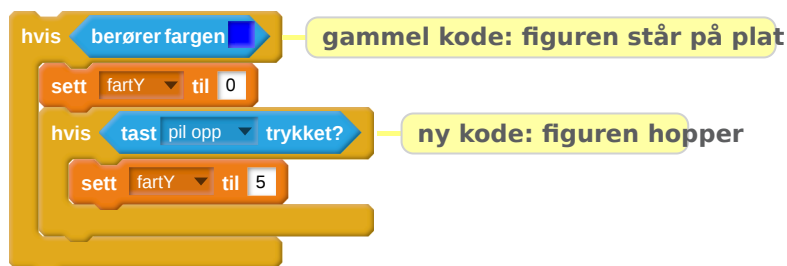 hvis berører fargen gammel kode: figuren står på plat
sett fartY til 0
hvis tast pil opp trykket? ny kode: figuren hopper
sett fartY til 5